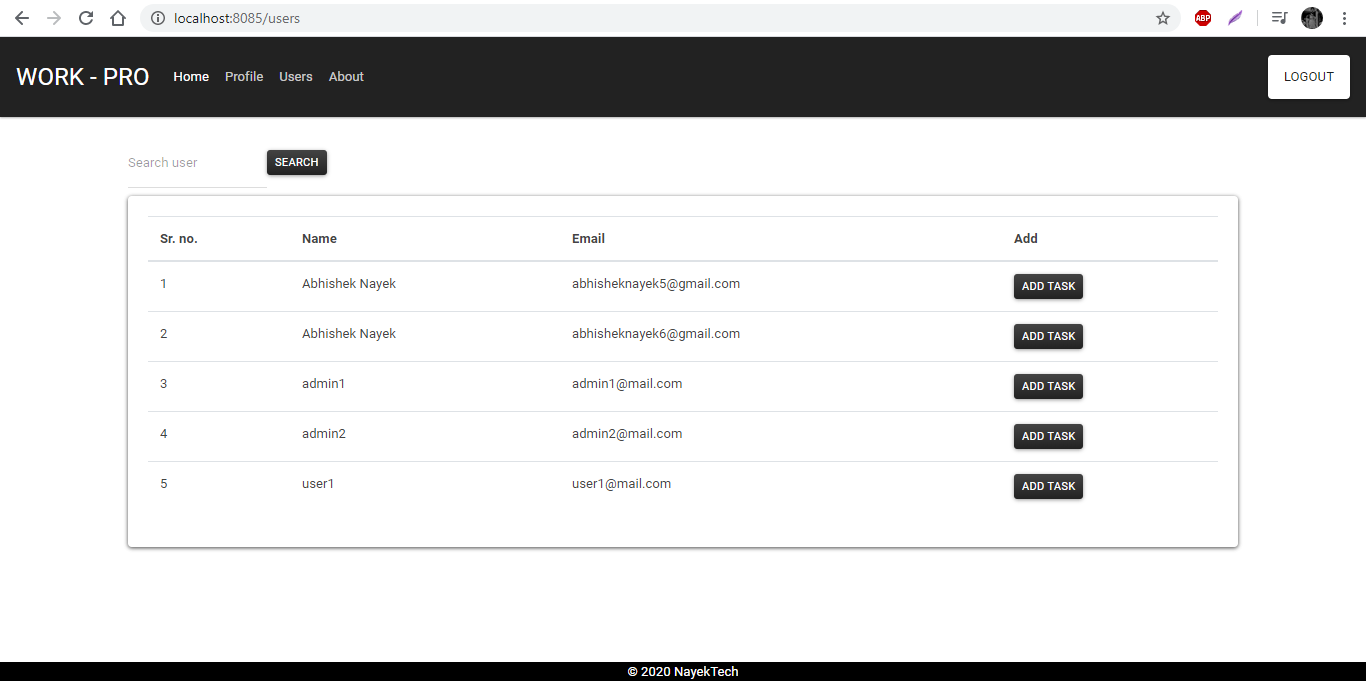 localhost:8085/users
ABP
WORK - PRO Home Profile Users About LOGOUT
Search user SEARCH
Sr. no. Name Email Add
1 Abhishek Nayek abhisheknayek5@gmail.com ADD TASK
2 Abhishek Nayek abhisheknayek6@gmail.com ADD TASK
3 admin1 admin1@mail.com ADD TASK
4 admin2 admin2@mail.com ADD TASK
5 user1 user1@mail.com ADD TASK
© 2020 NayekTech